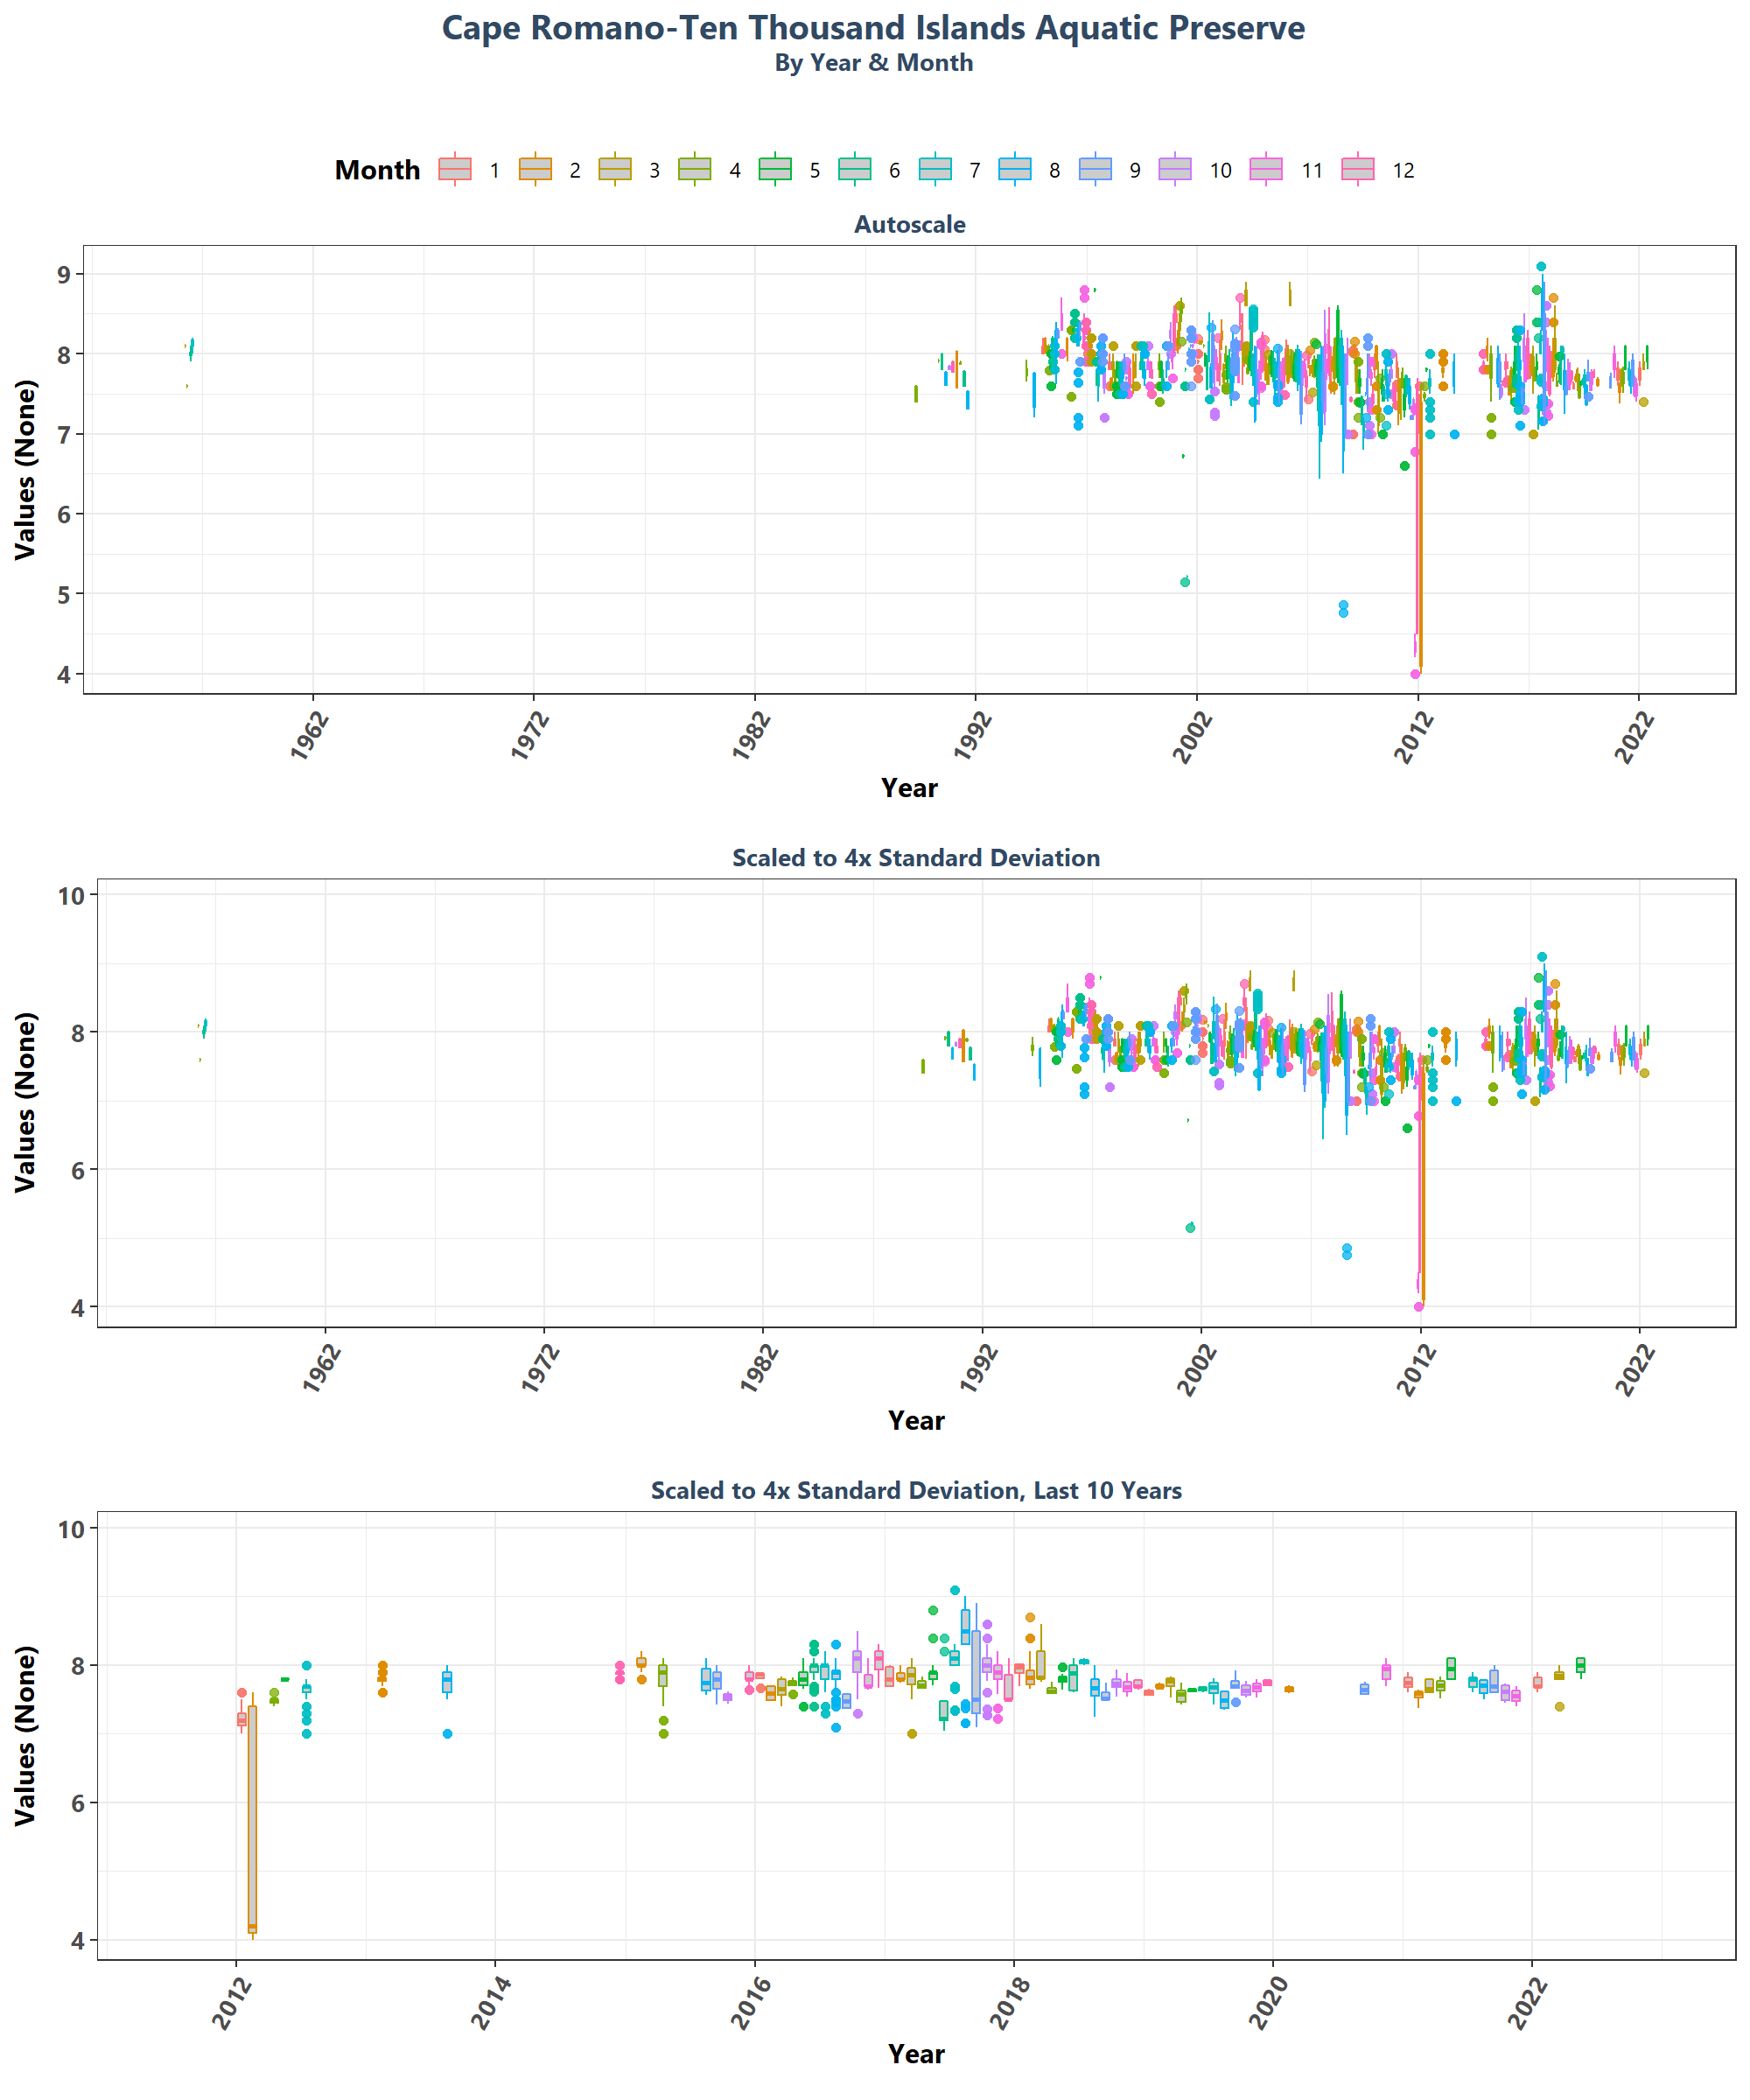 Cape Romano-Ten Thousand Islands Aquatic Preserve
By Year & Month
Month 1 2 3 4 5 6 7 8 9 10 11 12
Autoscale
Values (None)
9
8
7
6
5
4
1962 1972 1982 1992 2002 2012 2022
Year
Scaled to 4x Standard Deviation
Values (None)
10
8
6
4
1962 1972 1982 1992 2002 2012 2022
Year
Scaled to 4x Standard Deviation, Last 10 Years
Values (None)
10
8
6
4
2012 2014 2016 2018 2020 2022
Year